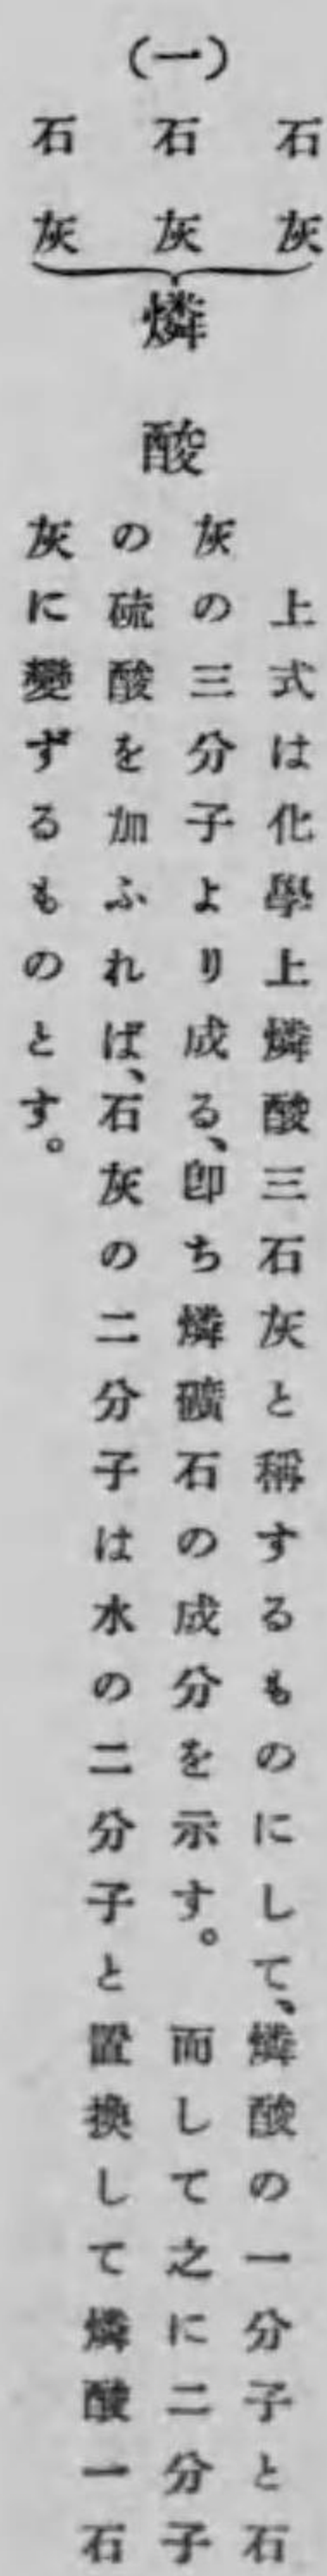 (一)
石灰
石灰
石灰
燐酸
上式は化學上燐酸三石灰と稱するものにして、燐酸の一分子と石
灰の三分子より成る、卽ち燐礦石の成分を示す。而して之に二分子
の硫酸を加ふれば、石灰の二分子は水の二分子と置換して燐酸一石
灰に變ずるものとす。